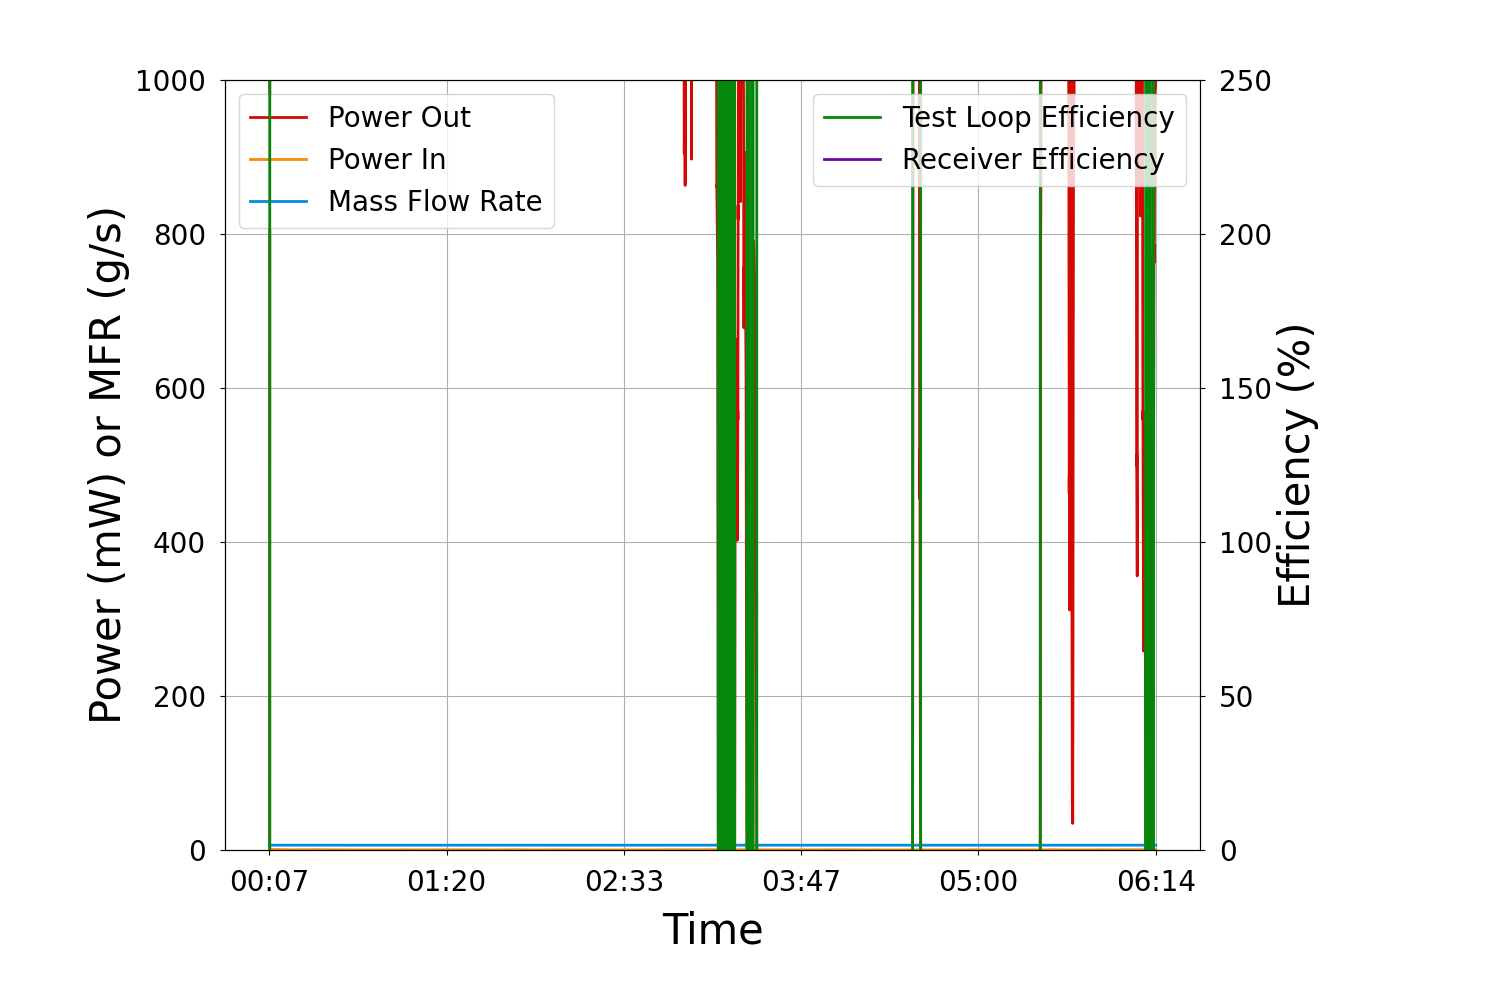 1000
800
600
400
200
0
Power (mW) or MFR (g/s)
Power Out
Power In
Mass Flow Rate
Test Loop Efficiency
Receiver Efficiency
250
200
150
100
50
0
Efficiency (%)
00:07 01:20 02:33 03:47 05:00 06:14
Time